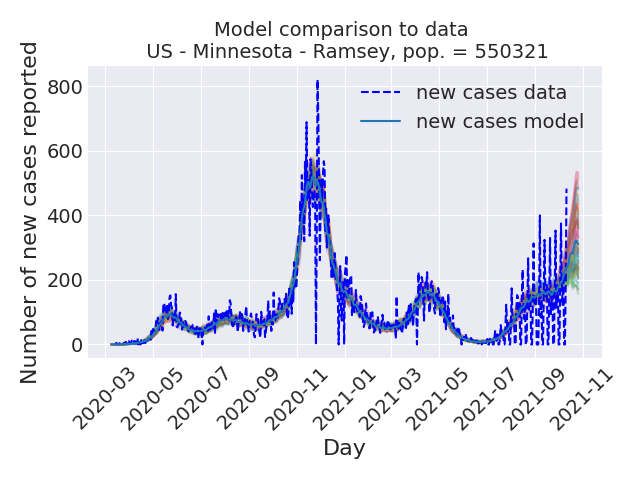 Model comparison to data
US - Minnesota - Ramsey, pop. = 550321
Number of new cases reported
800
600
400
200
0
new cases data
new cases model
2020-03
2020-05
2020-07
2020-09
2020-11
2021-01
2021-03
2021-05
2021-07
2021-09
2021-11
Day